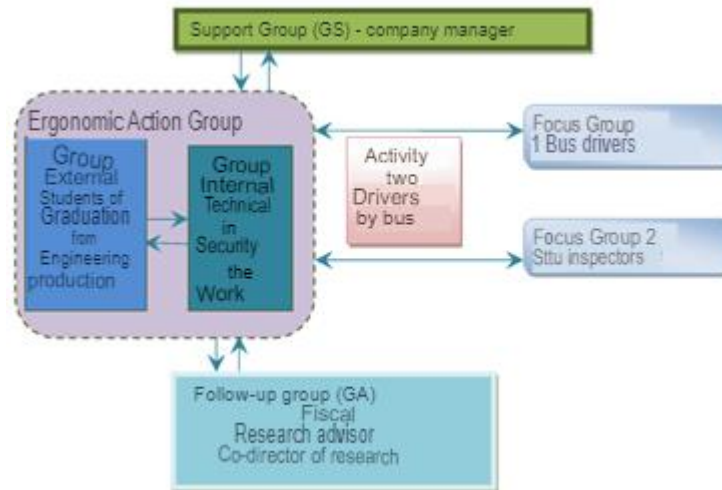 Support Group (GS) - company manager
Ergonomic Action Group
Group
External
Students of
Graduation
from
Engineering
production
Group
Internal
Technical
in
Security
the
Work
Activity
two
Drivers
by bus
Focus Group
1 Bus drivers
Focus Group 2
Sttu inspectors
Follow-up group (GA)
Fiscal
Research advisor
Co-director of research